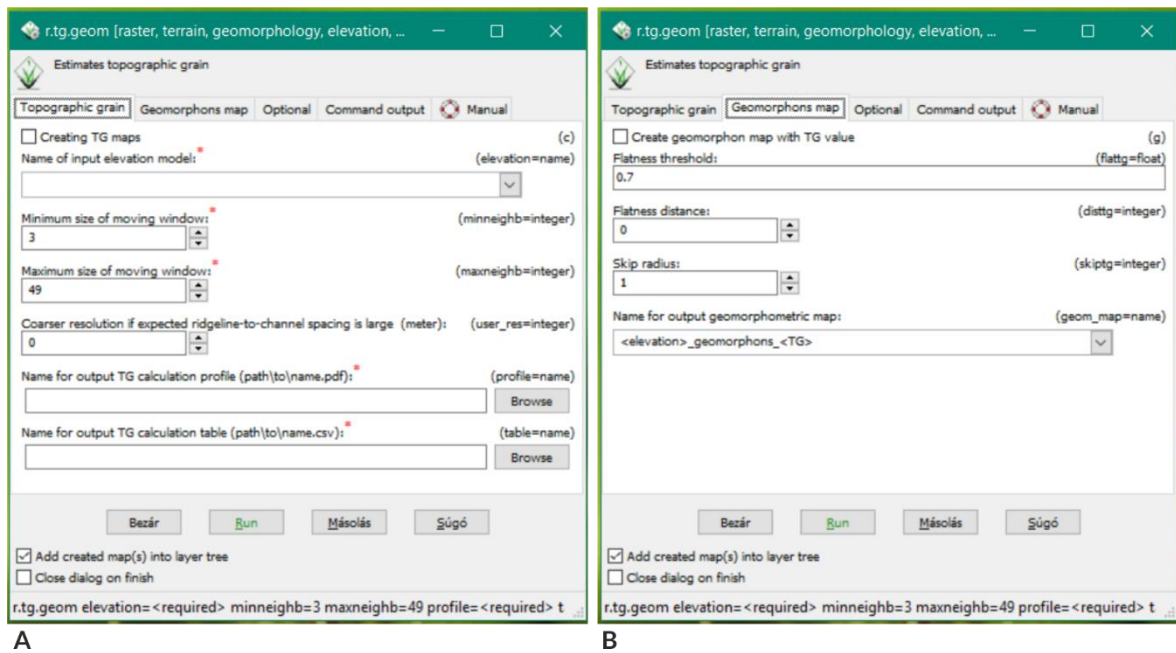 r.tg.geom [raster, terrain, geomorphology, elevation, ...
Estimates topographic grain
Topographic grain Geomorphons map Optional Command output Manual
Creating TG maps (c)
Name of input elevation model:* (elevation=name)
Minimum size of moving window:* (minneighb=integer)
3
Maximum size of moving window:* (maxneighb=integer)
49
Coarser resolution if expected ridgeline-to-channel spacing is large (meter): (user_res=integer)
0
Name for output TG calculation profile (path\to\name.pdf):* (profile=name)
Browse
Name for output TG calculation table (path\to\name.csv):* (table=name)
Browse
Bezár Run Másolás Súgó
Add created map(s) into layer tree
Close dialog on finish
r.tg.geom elevation=<required> minneighb=3 maxneighb=49 profile=<required> t
A
r.tg.geom [raster, terrain, geomorphology, elevation, ...
Estimates topographic grain
Topographic grain Geomorphons map Optional Command output Manual
Create geomorphon map with TG value (g)
Flatness threshold: (flattg=float)
0.7
Flatness distance: (disttg=integer)
0
Skip radius: (skiptg=integer)
1
Name for output geomorphometric map: (geom_map=name)
<elevation>_geomorphons_<TG>
Bezár Run Másolás Súgó
Add created map(s) into layer tree
Close dialog on finish
r.tg.geom elevation=<required> minneighb=3 maxneighb=49 profile=<required> t
B